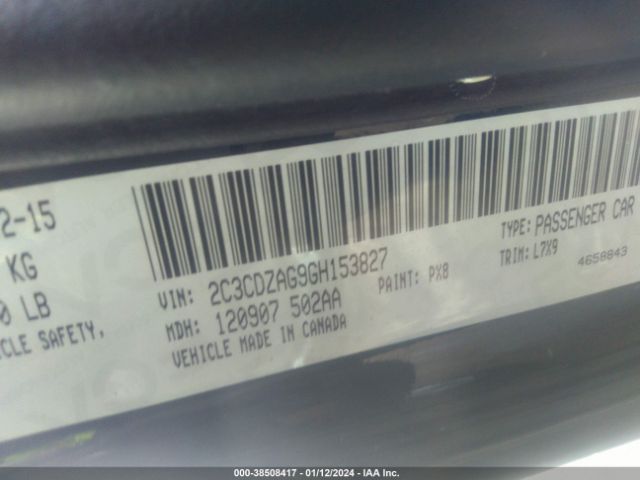 2-15
KG
0 LB
CLE SAFETY,
VIN: 2C3CDZAG9GH153827
TYPE: PASSENGER CAR
MDH: 120907 502AA
PAINT: PX8
TRIM: L7X9
VEHICLE MADE IN CANADA
4658843
000-38508417 - 01/12/2024 - IAA Inc.